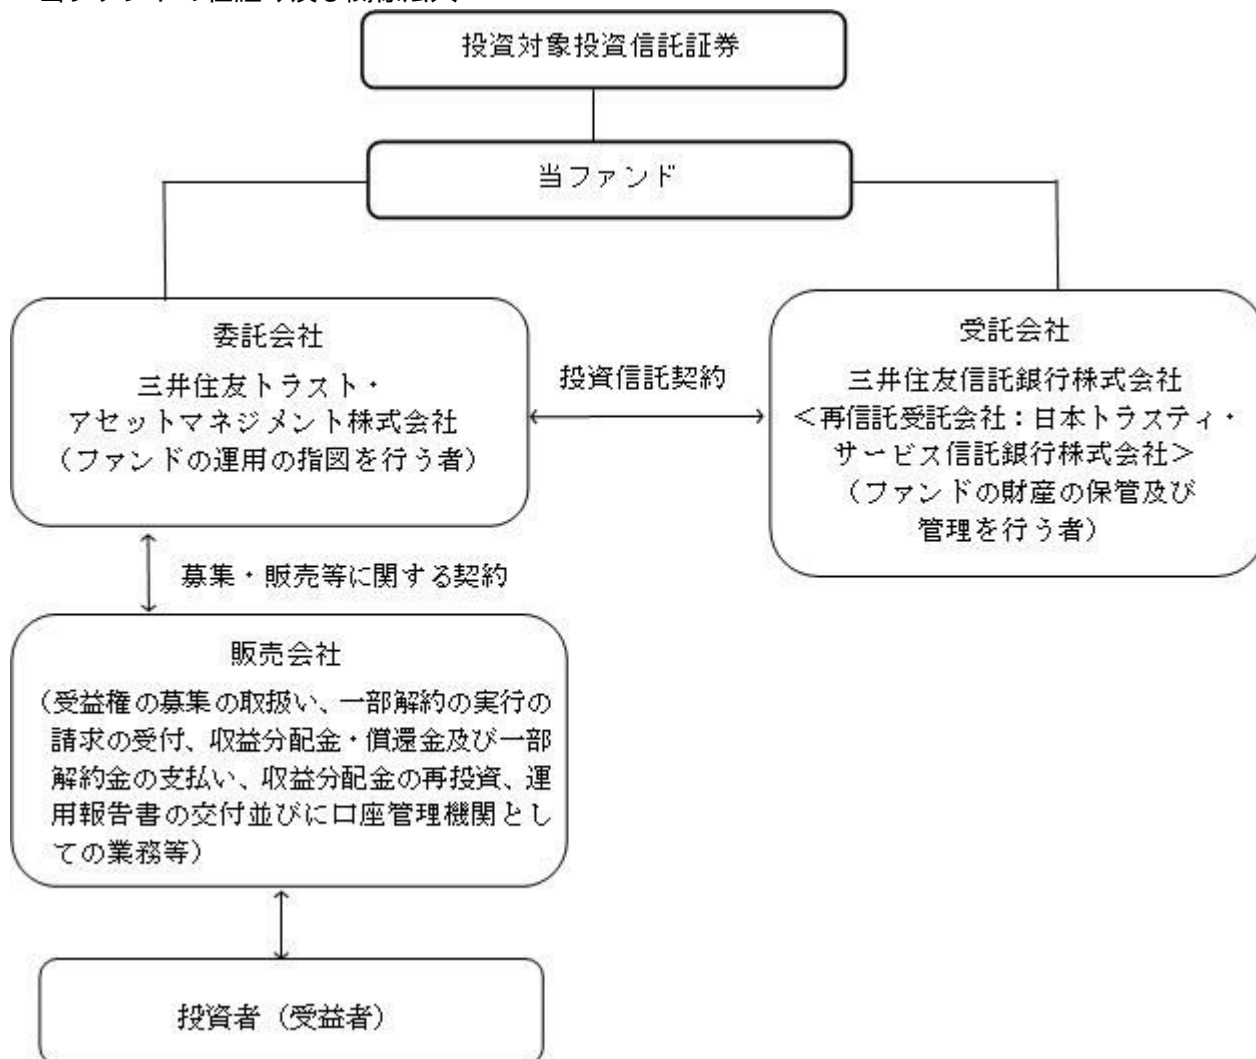 投資対象投資信託証券
当ファンド
委託会社
三井住友トラスト・
アセットマネジメント株式会社
（ファンドの運用の指図を行う者）
投資信託契約
受託会社
三井住友信託銀行株式会社
＜再信託受託会社：日本トラスティ・
サービス信託銀行株式会社＞
（ファンドの財産の保管及び
管理を行う者）
募集・販売等に関する契約
販売会社
（受益権の募集の取扱い、一部解約の実行の
請求の受付、収益分配金・償還金及び一部
解約金の支払い、収益分配金の再投資、運
用報告書の交付並びに口座管理機関とし
ての業務等）
投資者（受益者）